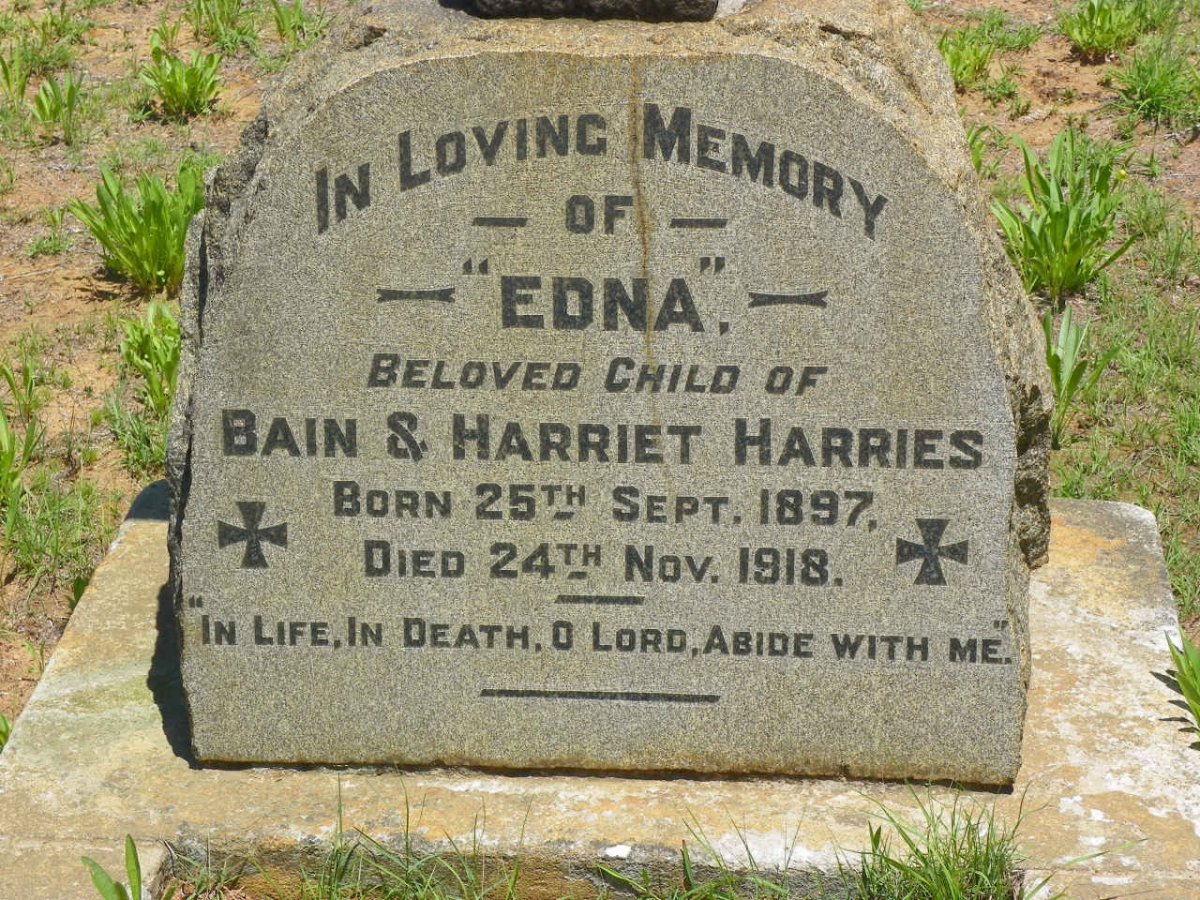 IN LOVING MEMORY
— OF —
"EDNA",
BELOVED CHILD OF
BAIN & HARRIET HARRIES
BORN 25TH SEPT. 1897,
DIED 24TH NOV. 1918.
"IN LIFE, IN DEATH, O LORD, ABIDE WITH ME."